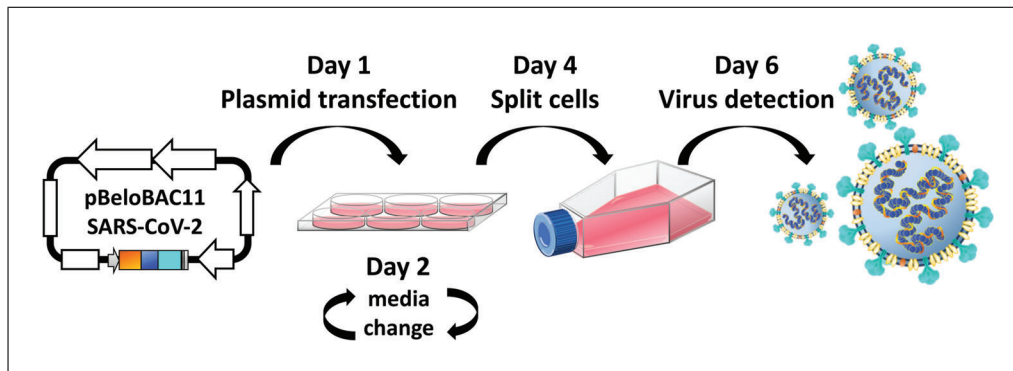 Day 1
Plasmid transfection
Day 4
Split cells
Day 6
Virus detection
pBeloBAC11
SARS-CoV-2
Day 2
media
change